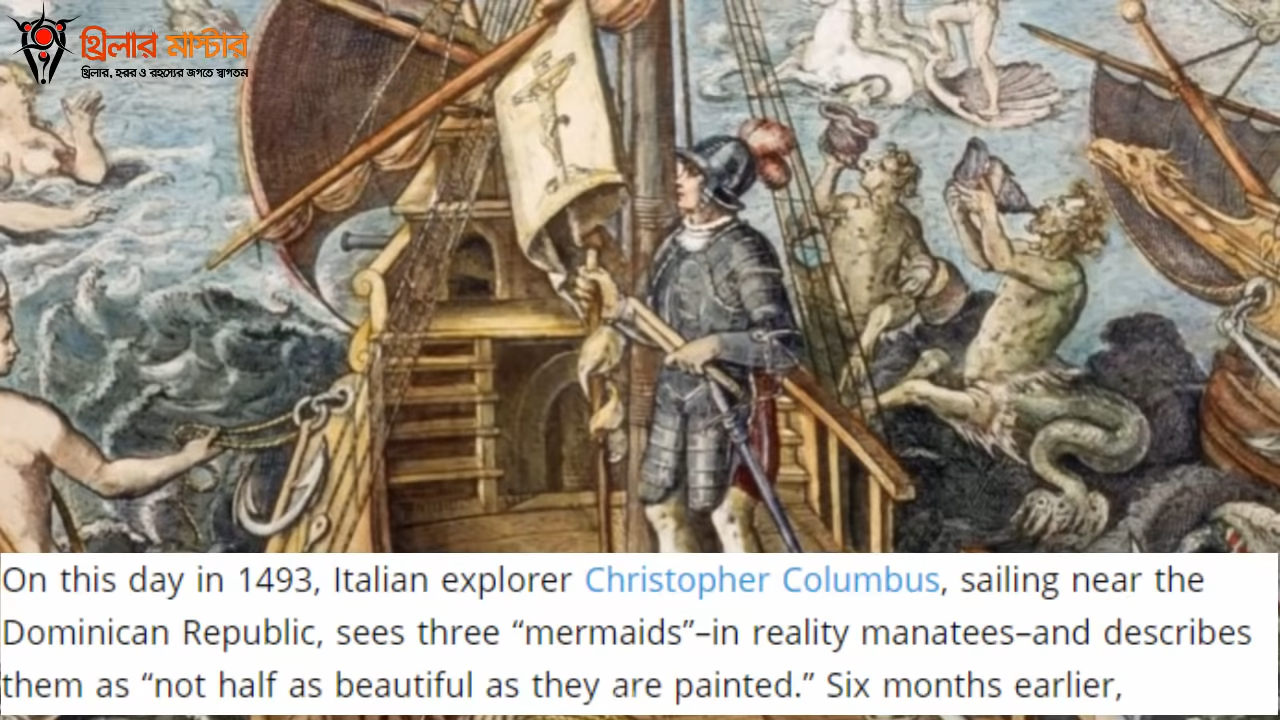 থ্রিলার মাস্টার
থ্রিলার, হরর ও রহস্যের জগতে স্বাগতম
On this day in 1493, Italian explorer Christopher Columbus, sailing near the
Dominican Republic, sees three “mermaids”–in reality manatees–and describes
them as “not half as beautiful as they are painted.” Six months earlier,